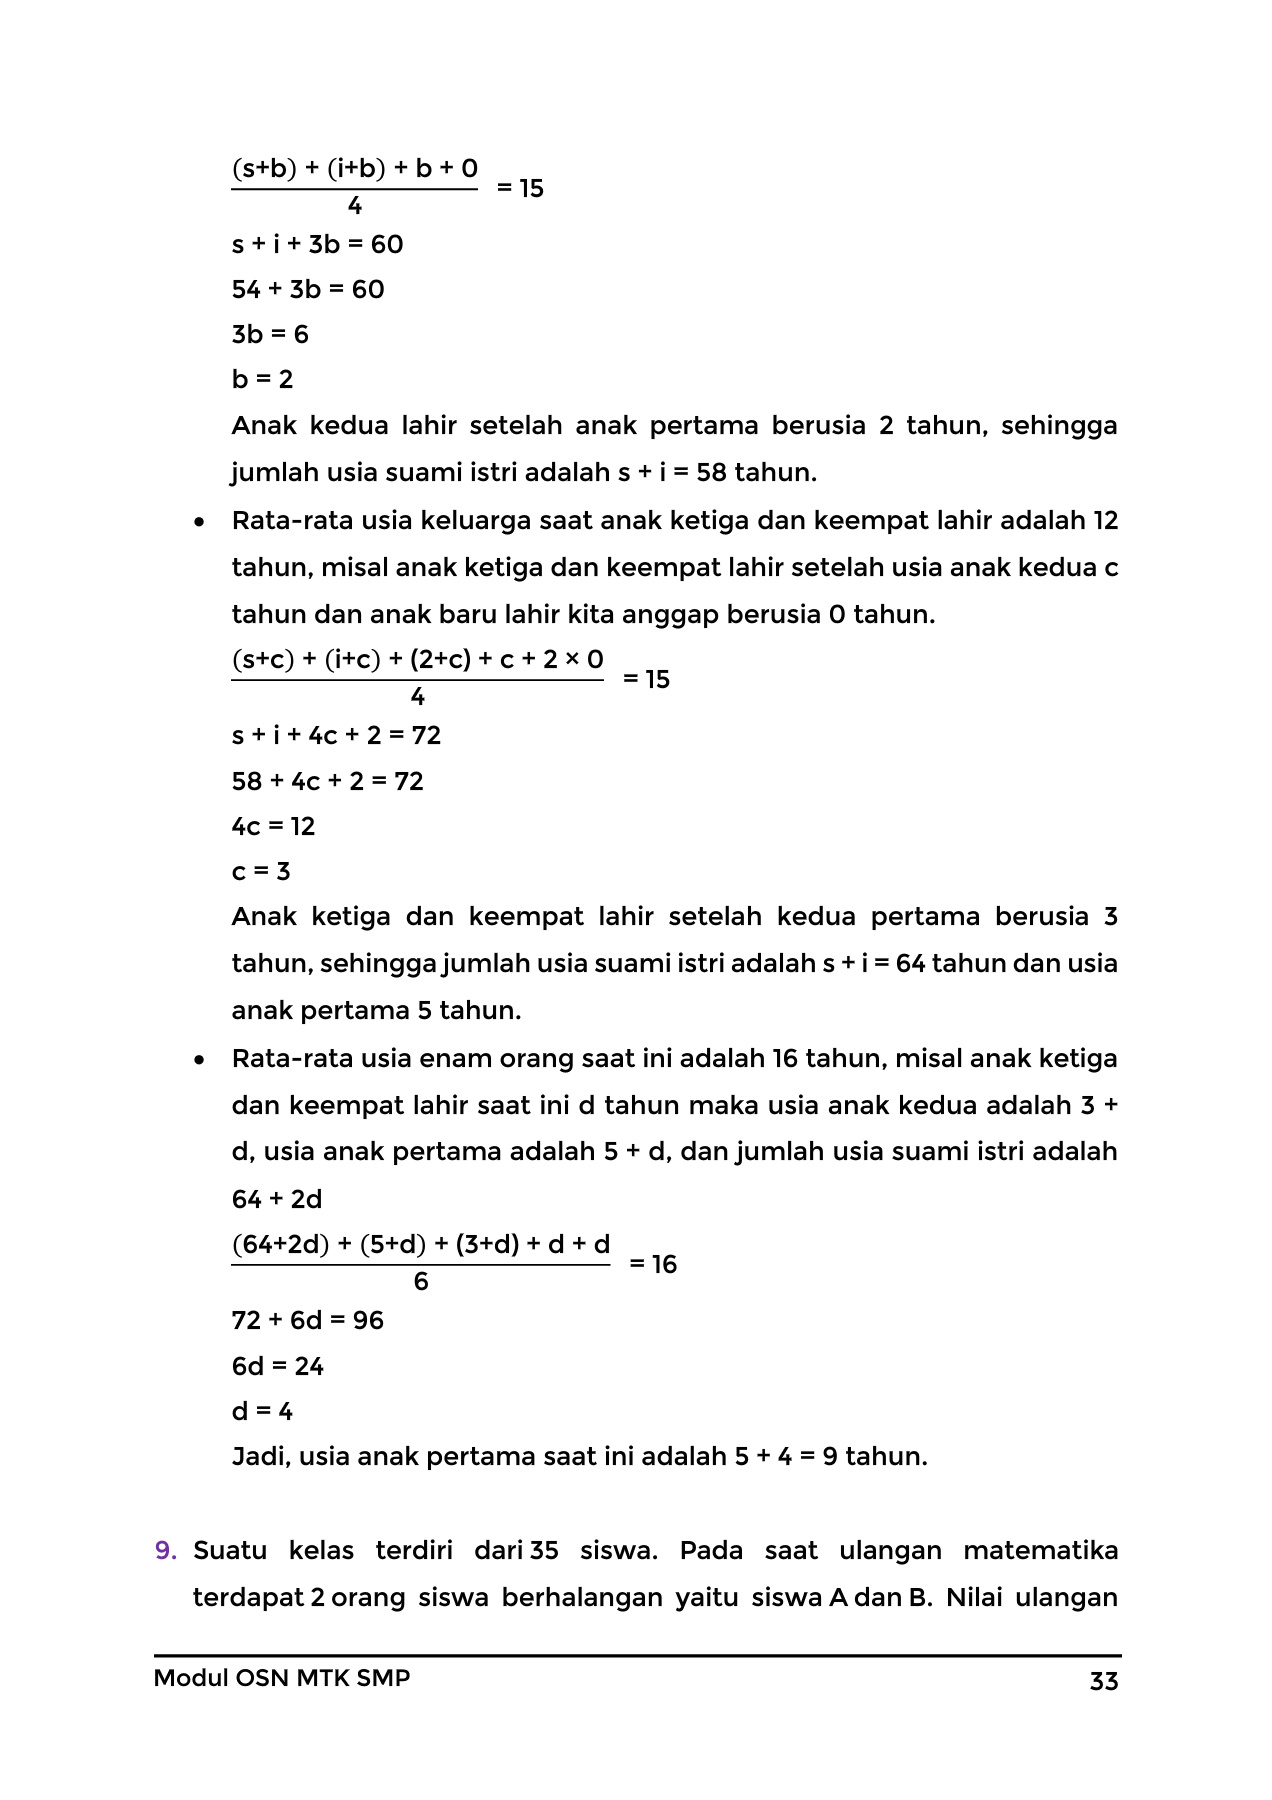 (s+b) + (i+b) + b + 0
= 15
4
s + i + 3b = 60
54 + 3b = 60
3b = 6
b = 2
Anak kedua lahir setelah anak pertama berusia 2 tahun, sehingga
jumlah usia suami istri adalah s + i = 58 tahun.
• Rata-rata usia keluarga saat anak ketiga dan keempat lahir adalah 12
tahun, misal anak ketiga dan keempat lahir setelah usia anak kedua c
tahun dan anak baru lahir kita anggap berusia 0 tahun.
(s+c) + (i+c) + (2+c) + c + 2 × 0
= 15
4
s + i + 4c + 2 = 72
58 + 4c + 2 = 72
4c = 12
c = 3
Anak ketiga dan keempat lahir setelah kedua pertama berusia 3
tahun, sehingga jumlah usia suami istri adalah s + i = 64 tahun dan usia
anak pertama 5 tahun.
• Rata-rata usia enam orang saat ini adalah 16 tahun, misal anak ketiga
dan keempat lahir saat ini d tahun maka usia anak kedua adalah 3 +
d, usia anak pertama adalah 5 + d, dan jumlah usia suami istri adalah
64 + 2d
(64+2d) + (5+d) + (3+d) + d + d
= 16
6
72 + 6d = 96
6d = 24
d = 4
Jadi, usia anak pertama saat ini adalah 5 + 4 = 9 tahun.
9. Suatu kelas terdiri dari 35 siswa. Pada saat ulangan matematika
terdapat 2 orang siswa berhalangan yaitu siswa A dan B. Nilai ulangan
Modul OSN MTK SMP
33